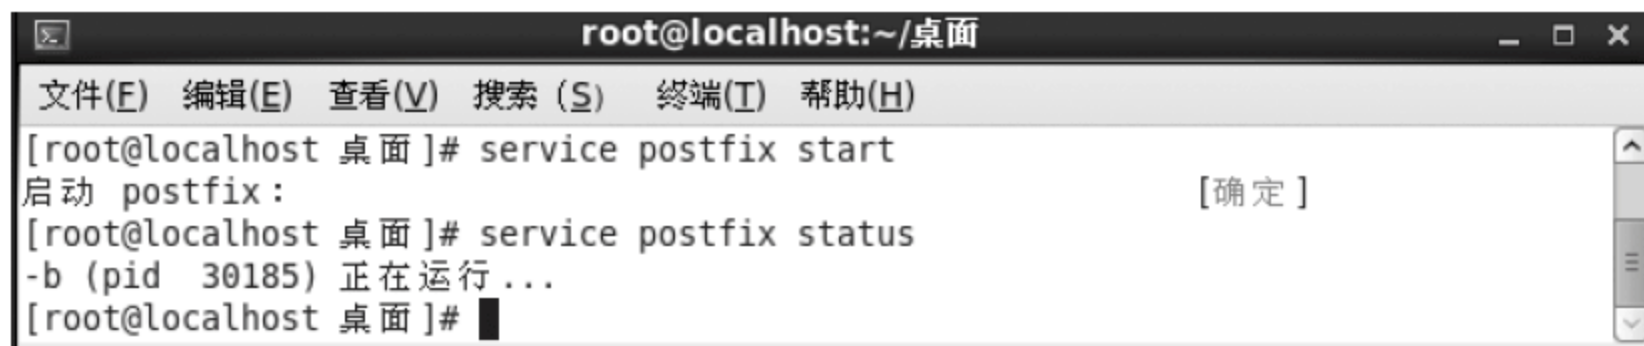 root@localhost:~/桌面
文件(F) 编辑(E) 查看(V) 搜索 (S) 终端(T) 帮助(H)
[root@localhost 桌面]# service postfix start
启动 postfix: [确定]
[root@localhost 桌面]# service postfix status
-b (pid  30185) 正在运行...
[root@localhost 桌面]#